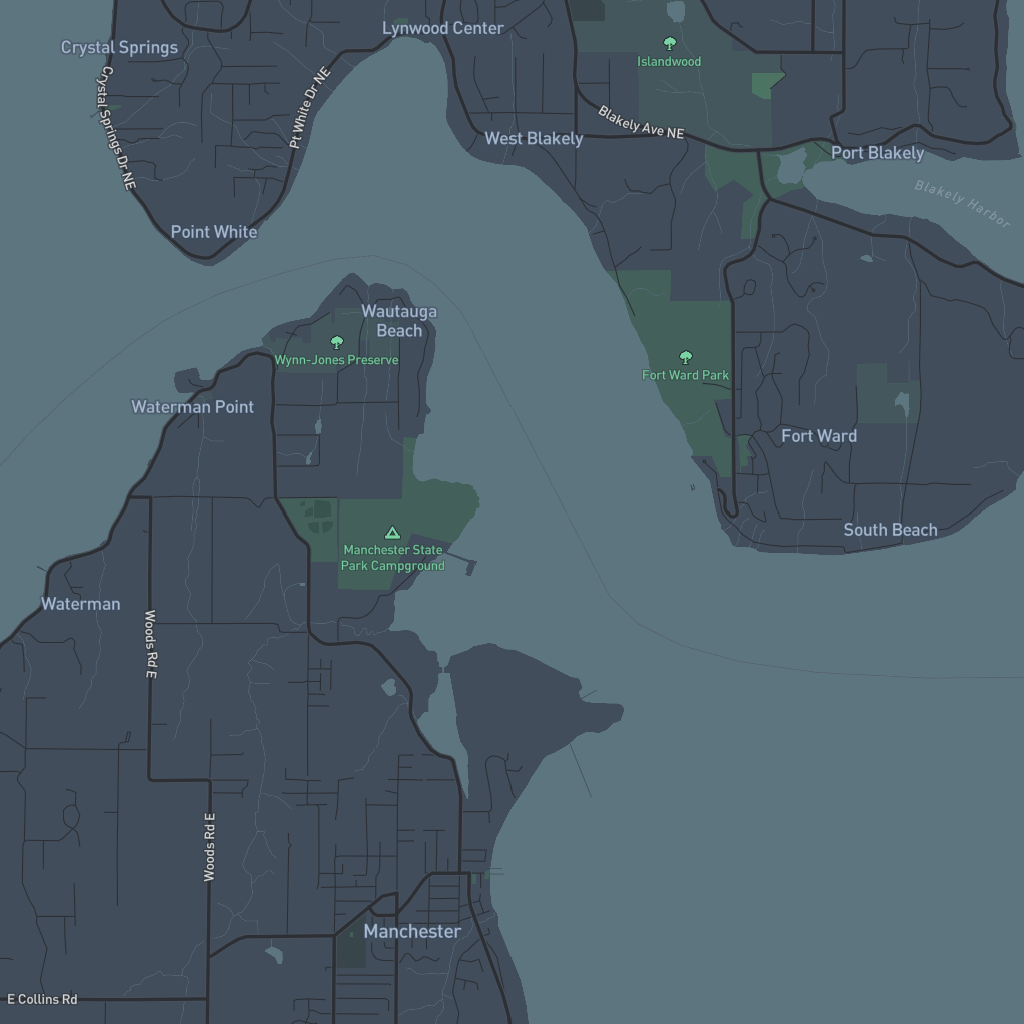 Lynwood Center
Crystal Springs
Islandwood
Crystal Springs Dr NE
Pt White Dr NE
Blakely Ave NE
West Blakely
Port Blakely
Blakely Harbor
Point White
Wautauga
Beach
Wynn-Jones Preserve
Fort Ward Park
Waterman Point
Fort Ward
South Beach
Manchester State
Park Campground
Waterman
Woods Rd E
Woods Rd E
Manchester
E Collins Rd